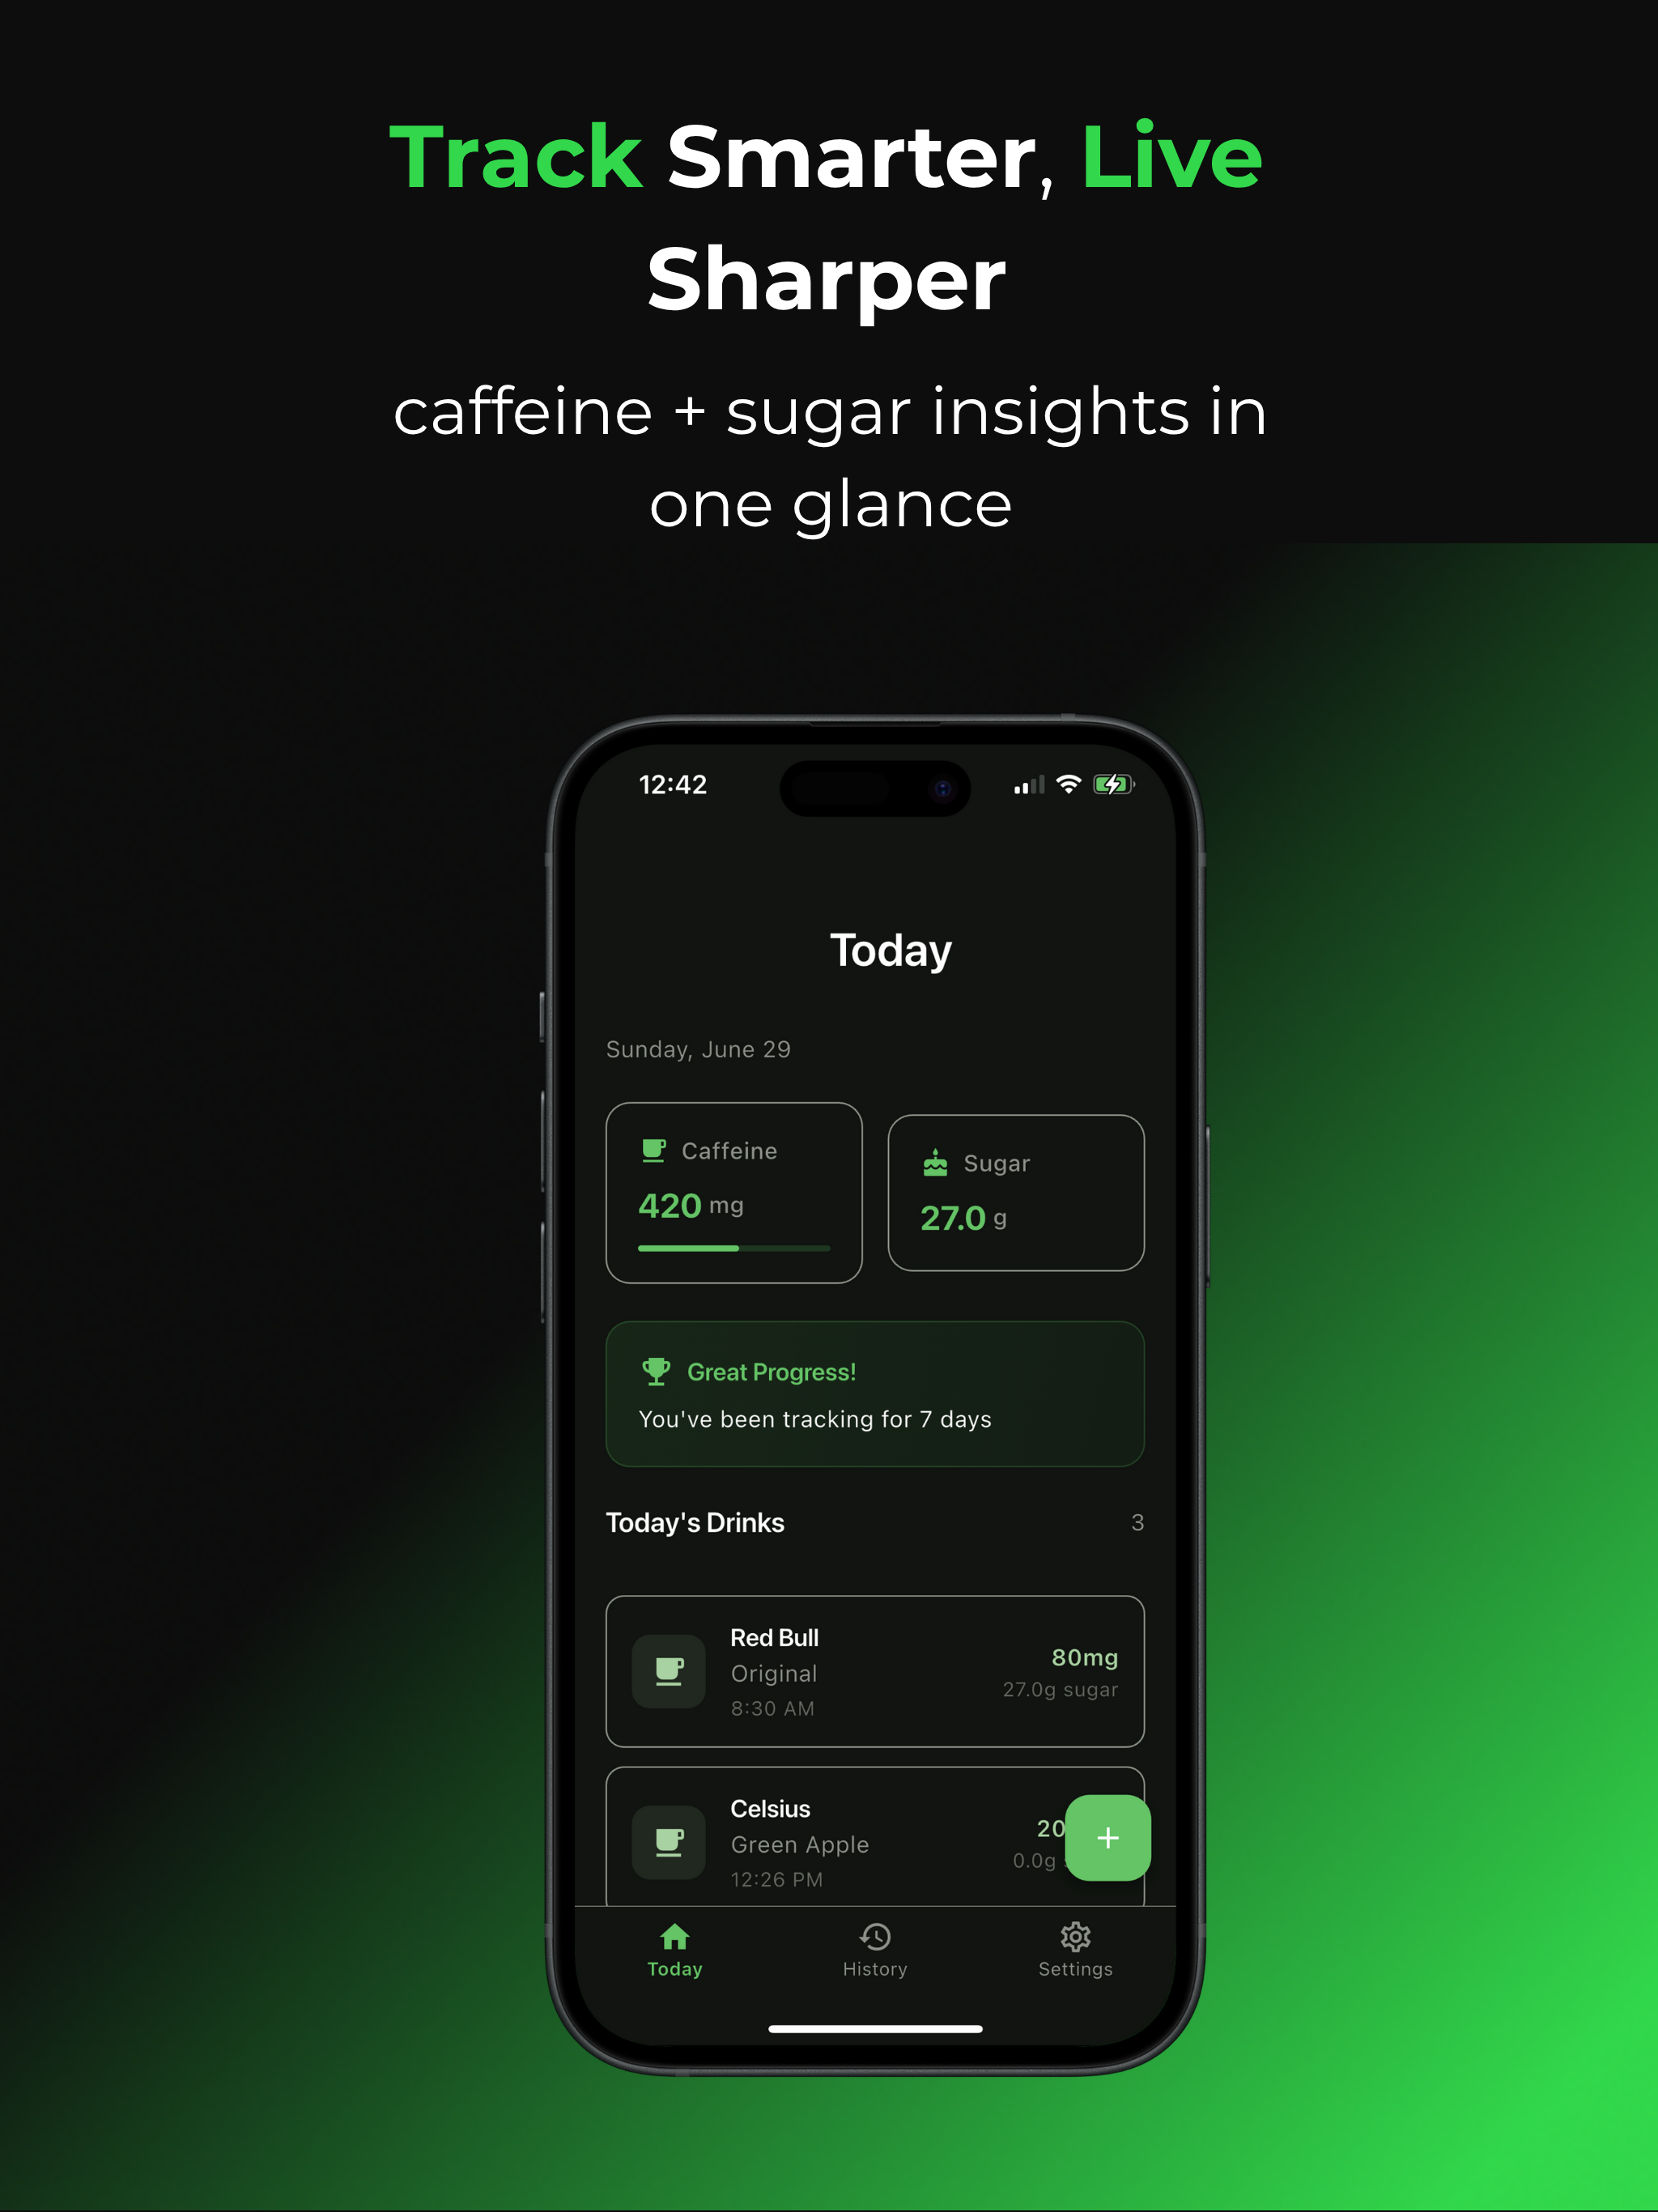 Track Smarter, Live
Sharper
caffeine + sugar insights in
one glance
12:42
Today
Sunday, June 29
Caffeine
420 mg
Sugar
27.0 g
Great Progress!
You've been tracking for 7 days
Today's Drinks 3
Red Bull
Original
8:30 AM
80mg
27.0g sugar
Celsius
Green Apple
12:26 PM
20
0.0g
+
Today History Settings